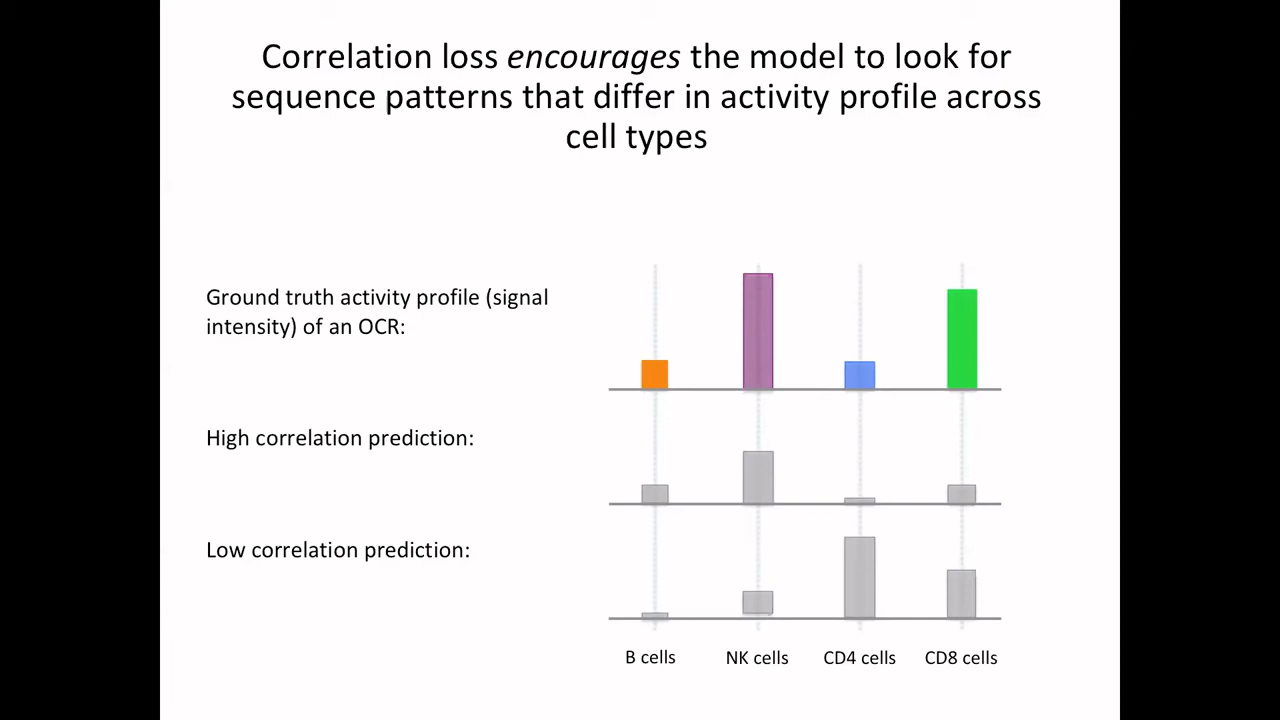 Correlation loss encourages the model to look for
sequence patterns that differ in activity profile across
cell types
Ground truth activity profile (signal
intensity) of an OCR:
High correlation prediction:
Low correlation prediction:
B cells NK cells CD4 cells CD8 cells